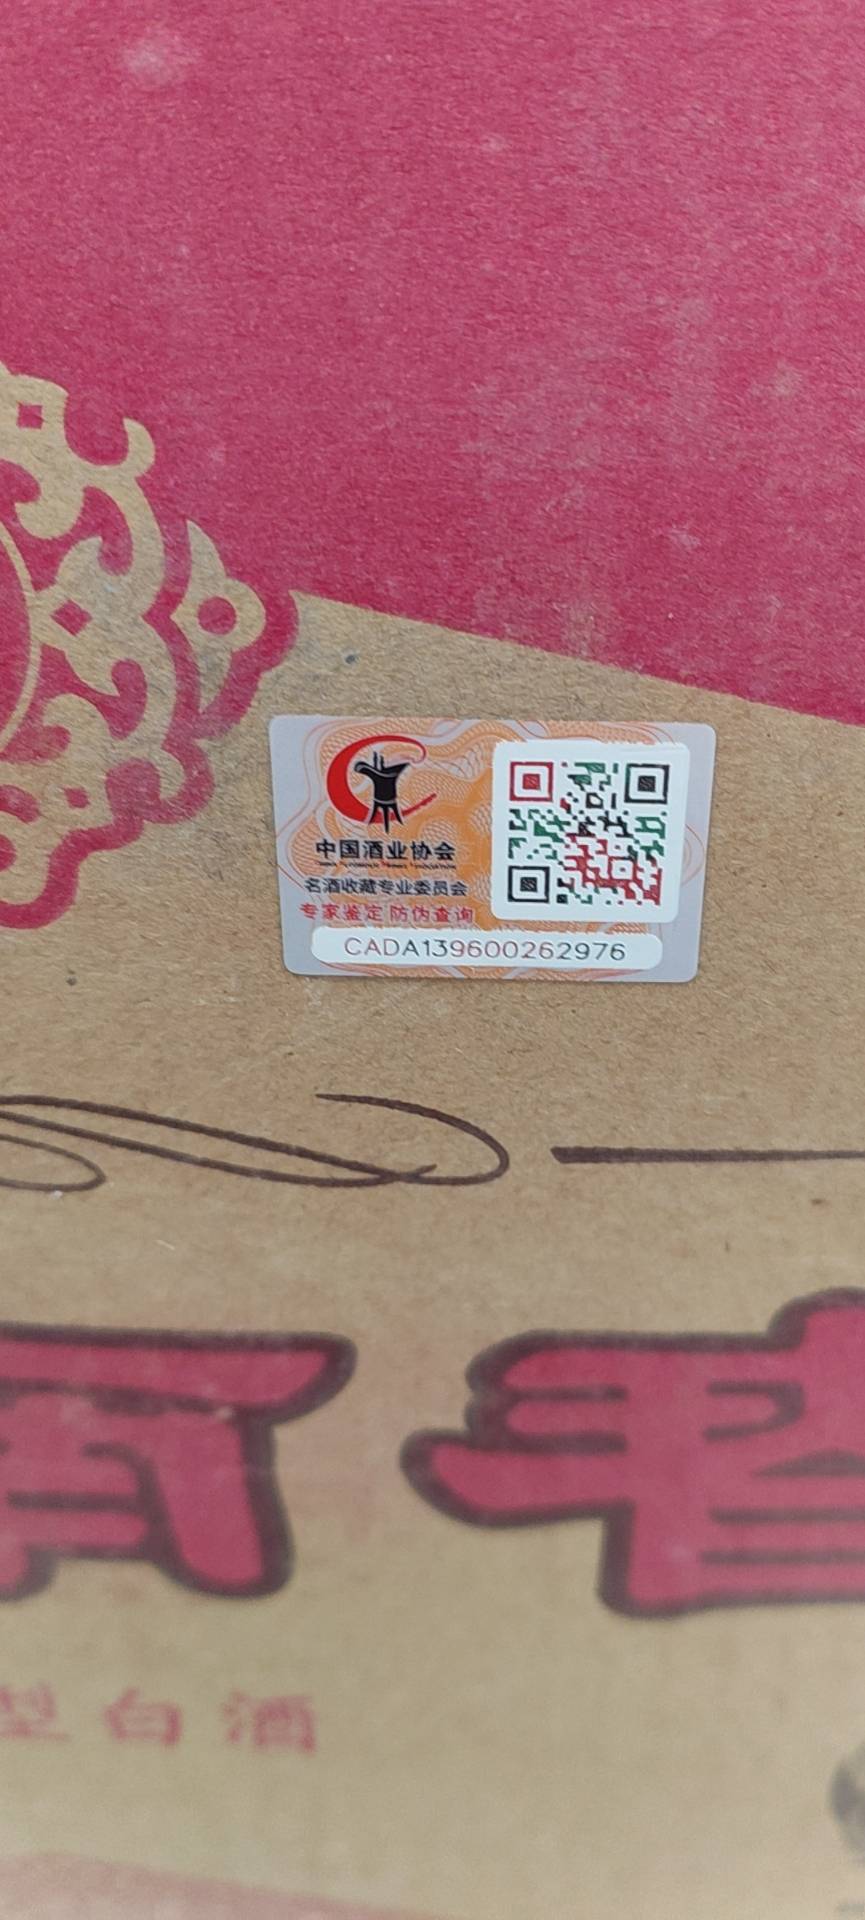 中国酒业协会
名酒收藏专业委员会
专家鉴定 防伪查询
CADA139600262976
型白酒